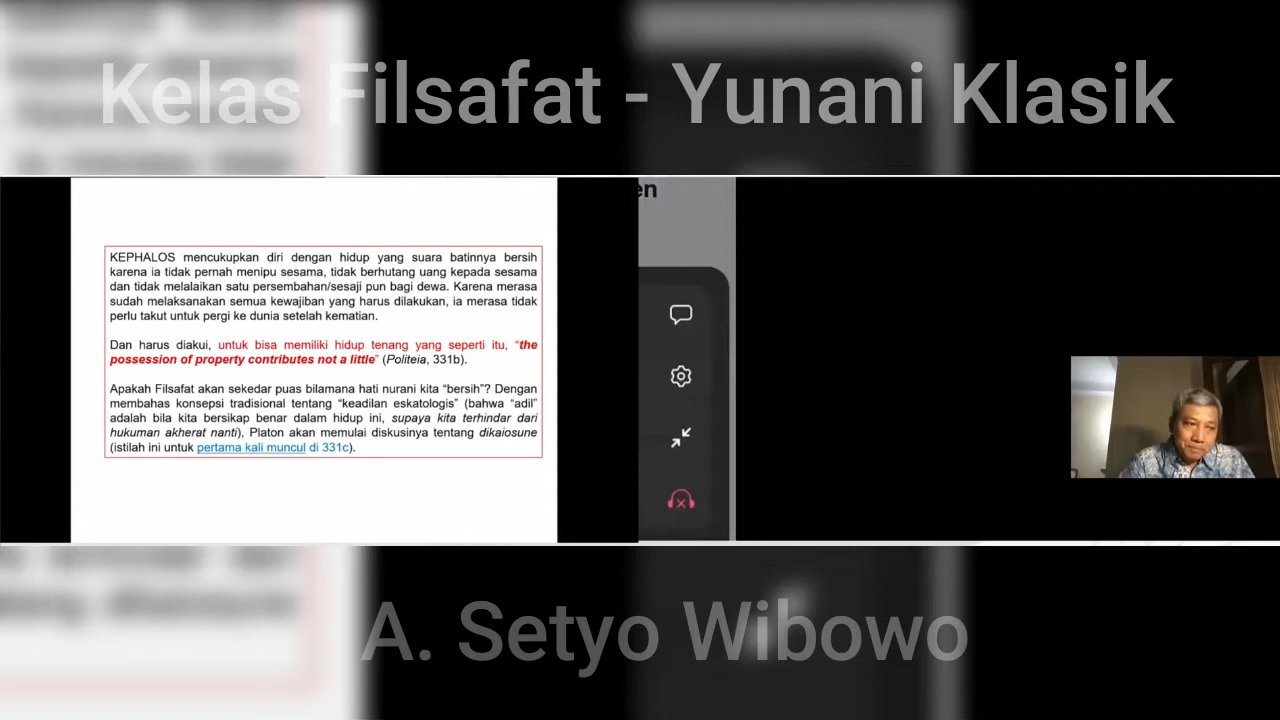 Kelas Filsafat - Yunani Klasik
KEPHALOS mencukupkan diri dengan hidup yang suara batinnya bersih
karena ia tidak pernah menipu sesama, tidak berhutang uang kepada sesama
dan tidak melalaikan satu persembahan/sesaji pun bagi dewa. Karena merasa
sudah melaksanakan semua kewajiban yang harus dilakukan, ia merasa tidak
perlu takut untuk pergi ke dunia setelah kematian.
Dan harus diakui, untuk bisa memiliki hidup tenang yang seperti itu, “the
possession of property contributes not a little” (Politeia, 331b).
Apakah Filsafat akan sekedar puas bilamana hati nurani kita “bersih”? Dengan
membahas konsepsi tradisional tentang “keadilan eskatologis” (bahwa “adil”
adalah bila kita bersikap benar dalam hidup ini, supaya kita terhindar dari
hukuman akherat nanti), Platon akan memulai diskusinya tentang dikaiosune
(istilah ini untuk pertama kali muncul di 331c).
en
A. Setyo Wibowo